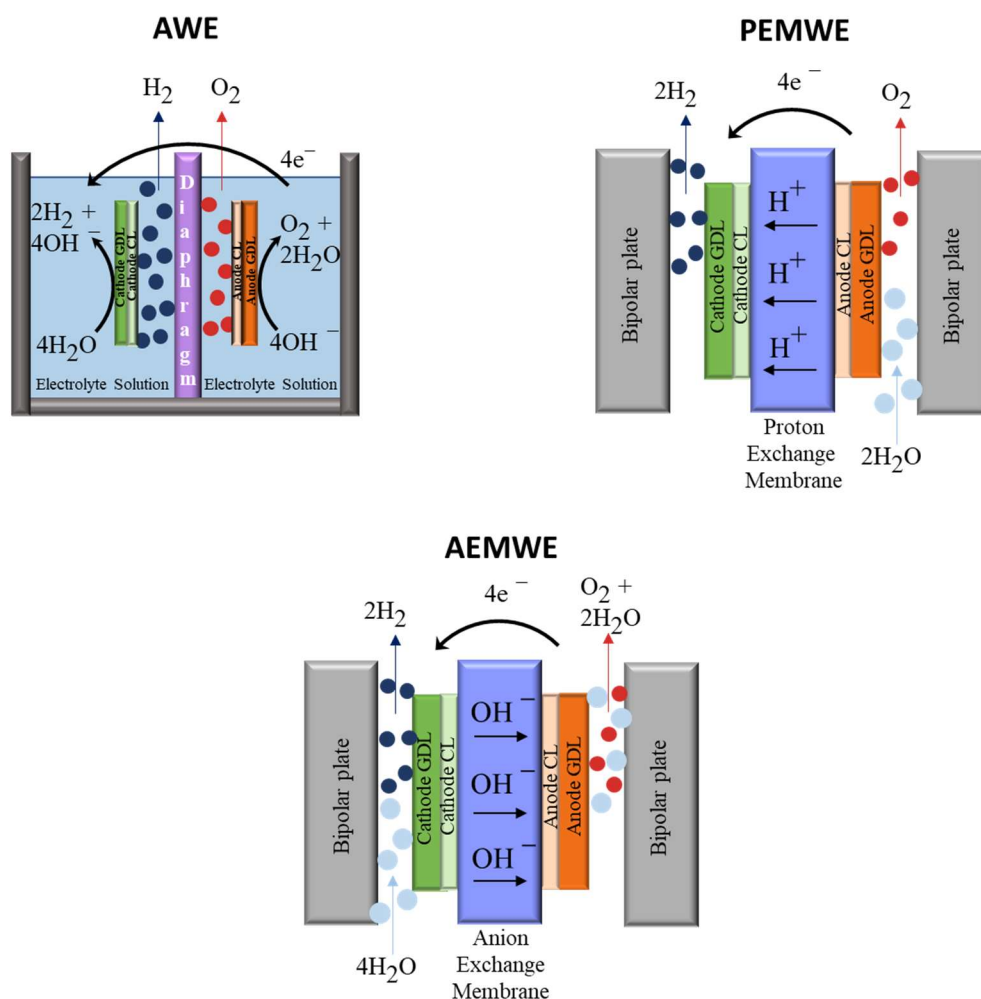 AWE
H₂ O₂
4e⁻
2H₂ +
4OH⁻
4H₂O
Cathode GDL
Cathode CL
Diaphragm
Anode CL
Anode GDL
O₂ +
2H₂O
4OH⁻
Electrolyte Solution
Electrolyte Solution
PEMWE
2H₂
4e⁻
O₂
Bipolar plate
Cathode GDL
Cathode CL
H⁺
H⁺
H⁺
Anode CL
Anode GDL
Bipolar plate
Proton
Exchange
Membrane
2H₂O
AEMWE
2H₂
4e⁻
O₂ +
2H₂O
Bipolar plate
Cathode GDL
Cathode CL
OH⁻
OH⁻
OH⁻
Anode CL
Anode GDL
Bipolar plate
4H₂O
Anion
Exchange
Membrane